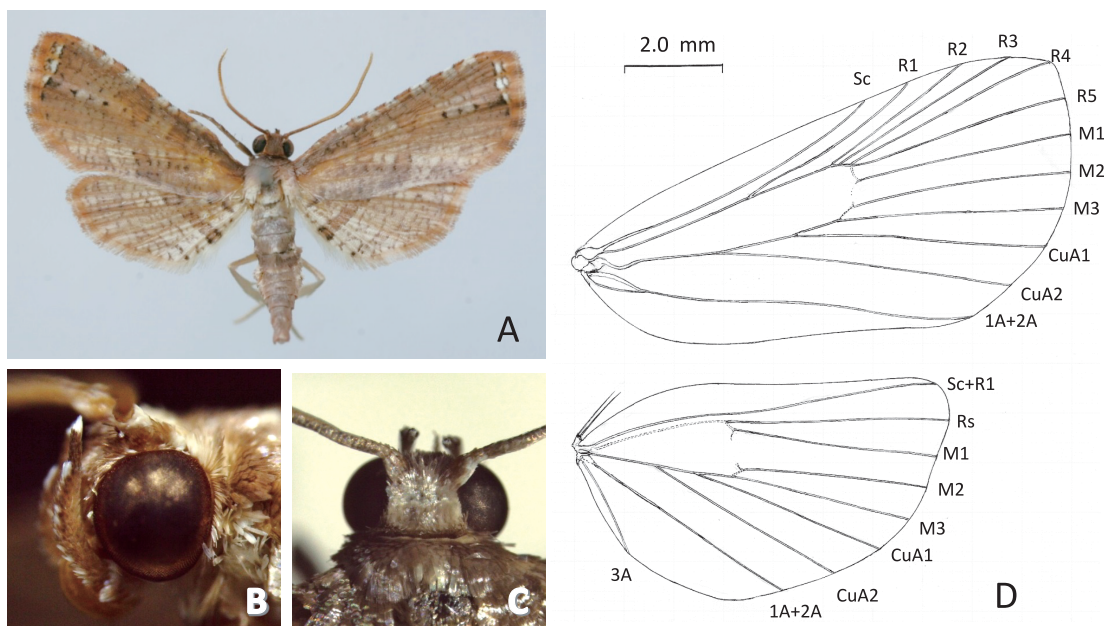 A
B
C
2.0 mm
Sc
R1
R2
R3
R4
R5
M1
M2
M3
CuA1
CuA2
1A+2A
Sc+R1
Rs
M1
M2
M3
CuA1
CuA2
1A+2A
3A
D